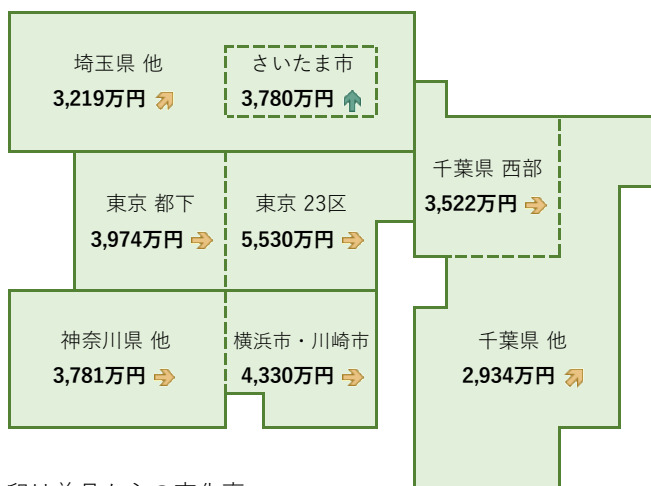 埼玉県 他
3,219万円
さいたま市
3,780万円
千葉県 西部
3,522万円
東京 都下
3,974万円
東京 23区
5,530万円
神奈川県 他
3,781万円
横浜市・川崎市
4,330万円
千葉県 他
2,934万円